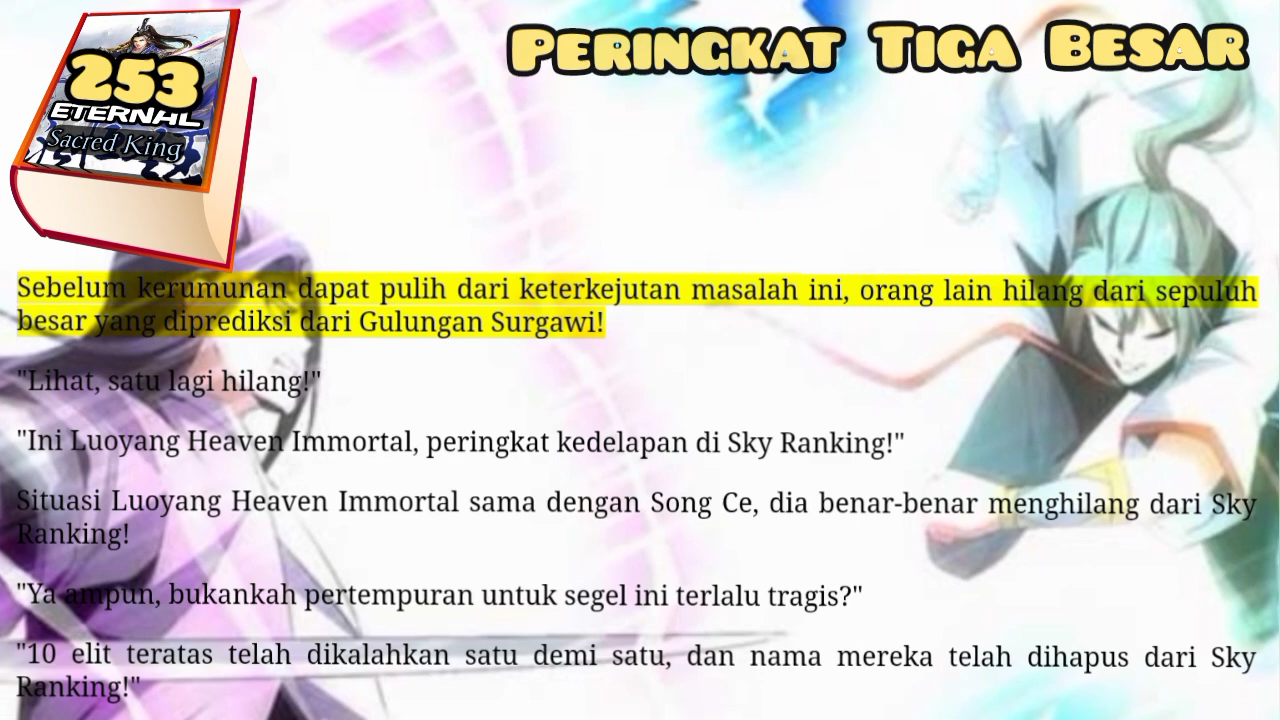 253
ETERNAL
Sacred King
PERINGKAT TIGA BESAR
Sebelum kerumunan dapat pulih dari keterkejutan masalah ini, orang lain hilang dari sepuluh
besar yang diprediksi dari Gulungan Surgawi!
"Lihat, satu lagi hilang!"
"Ini Luoyang Heaven Immortal, peringkat kedelapan di Sky Ranking!"
Situasi Luoyang Heaven Immortal sama dengan Song Ce, dia benar-benar menghilang dari Sky
Ranking!
"Ya ampun, bukankah pertempuran untuk segel ini terlalu tragis?"
"10 elit teratas telah dikalahkan satu demi satu, dan nama mereka telah dihapus dari Sky
Ranking!"